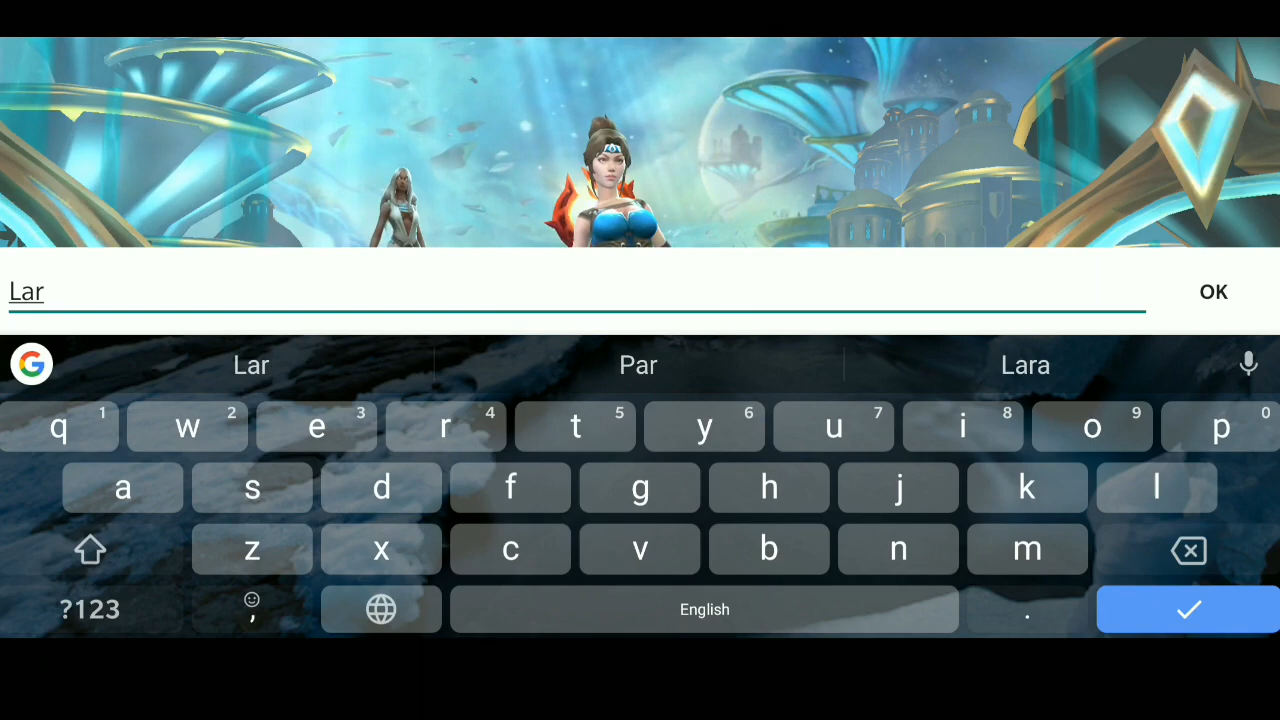 Lar
OK
Lar Par Lara
q 1 w 2 e 3 r 4 t 5 y 6 u 7 i 8 o 9 p 0
a s d f g h j k l
z x c v b n m
?123 , English .